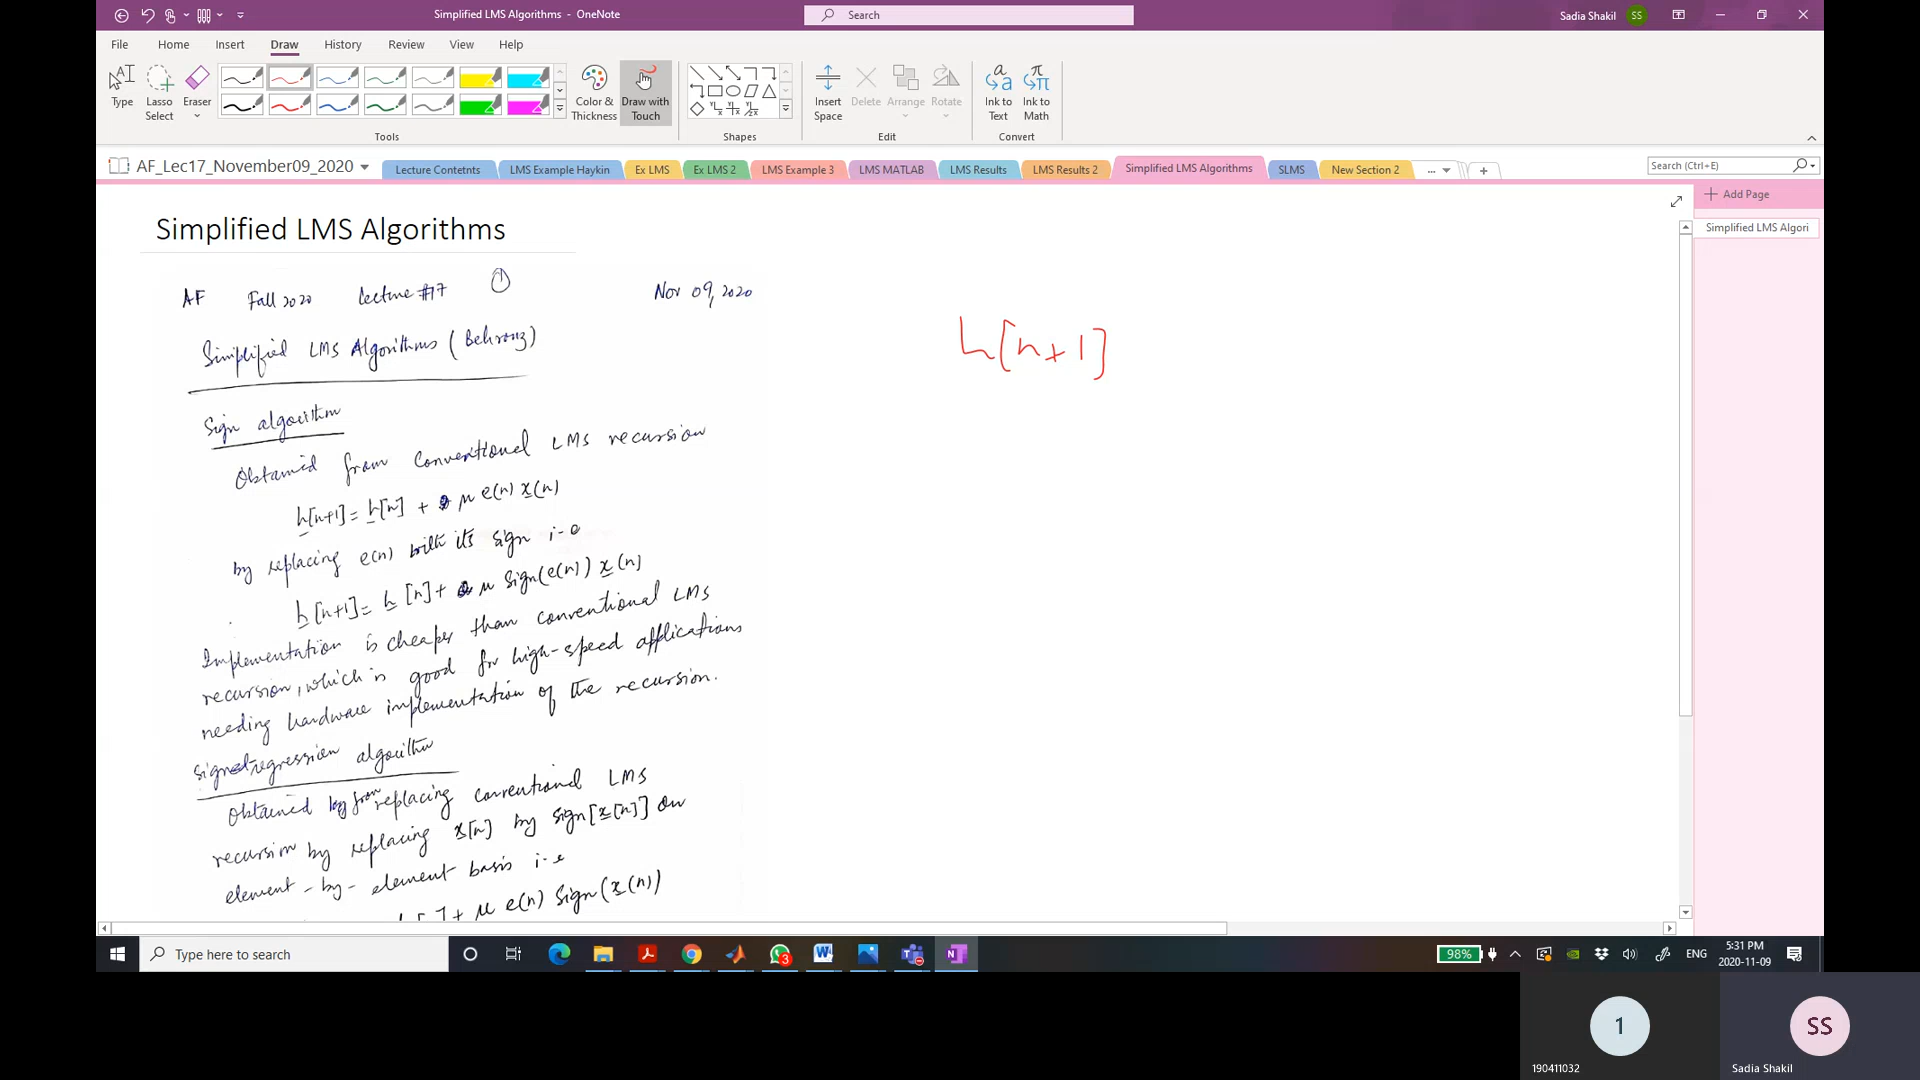 Simplified LMS Algorithms - OneNote
Search
Sadia Shakil SS
File Home Insert Draw History Review View Help
Type
Lasso Select
Eraser
Color & Thickness
Draw with Touch
Insert Space
Delete
Arrange
Rotate
Ink to Text
Ink to Math
Tools Shapes Edit Convert
AF_Lec17_November09_2020
Lecture Contetnts LMS Example Haykin Ex LMS Ex LMS 2 LMS Example 3 LMS MATLAB LMS Results LMS Results 2 Simplified LMS Algorithms SLMS New Section 2 ... +
Search (Ctrl+E)
Add Page
Simplified LMS Algori
Simplified LMS Algorithms
AF Fall 2020 Lecture #17 1 Nov 09, 2020
Simplified LMS Algorithms (Behrouz)
h[n+1]
Sign algorithm
Obtained from conventional LMS recursion
h[n+1] = h[n] + μ e(n) x(n)
by replacing e(n) with its sign i-e
h[n+1] = h[n] + μ sign(e(n)) x(n)
Implementation is cheaper than conventional LMS
recursion, which is good for high-speed applications
needing hardware implementation of the recursion.
signed regression algorithm
Obtained from replacing conventional LMS
recursion by replacing x[n] by sign[x[n]] on
element-by-element basis i-e
+ μ e(n) sign(x(n))
Type here to search
98%
ENG
5:31 PM
2020-11-09
3
1
190411032
SS
Sadia Shakil